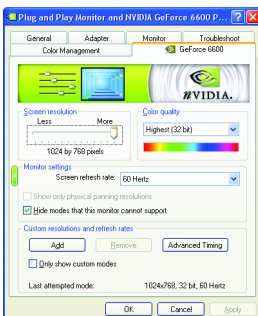 Plug and Play Monitor and NVIDIA GeForce 6600 P...
General Adapter Monitor Troubleshoot
Color Management GeForce 6600
NVIDIA.
Screen resolution
Less More
1024 by 768 pixels
Color quality
Highest (32 bit)
Monitor settings
Screen refresh rate: 60 Hertz
Show only physical panning resolutions
Hide modes that this monitor cannot support
Custom resolutions and refresh rates
Add Remove Advanced Timing
Only show custom modes
Last attempted mode: 1024x768, 32 bit, 60 Hertz
OK Cancel Apply